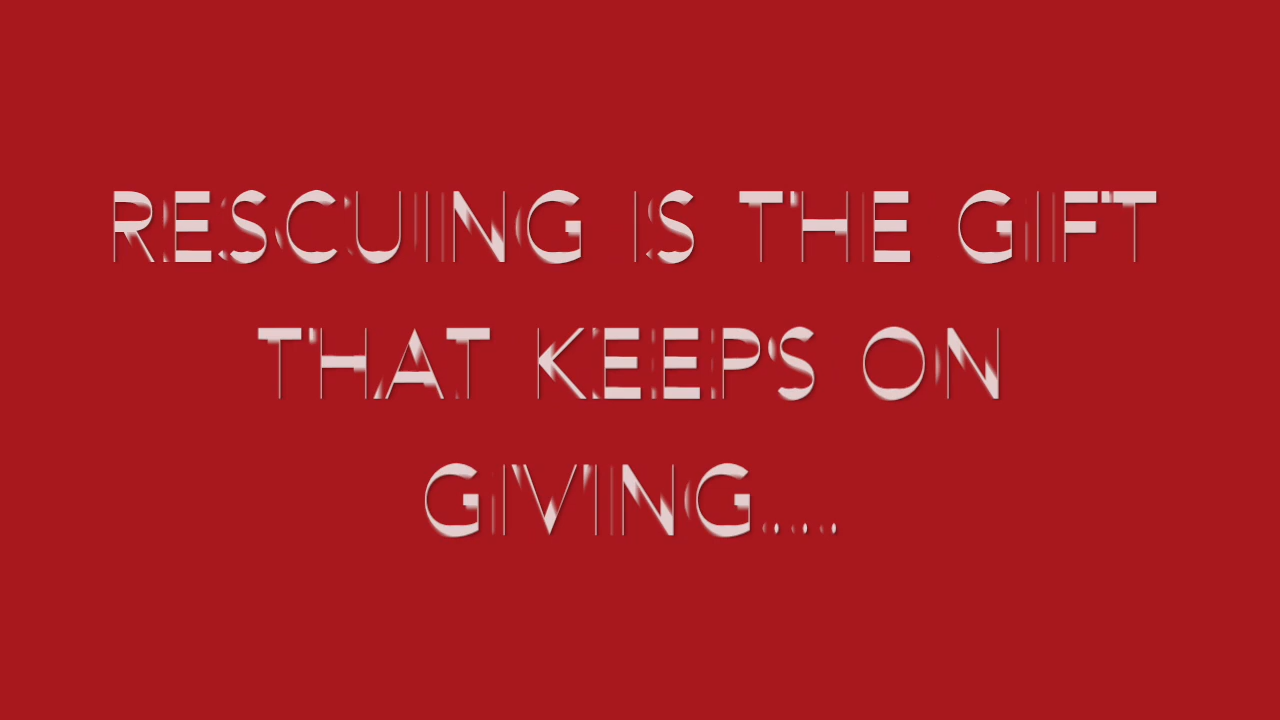 RESCUING IS THE GIFT
THAT KEEPS ON
GIVING....